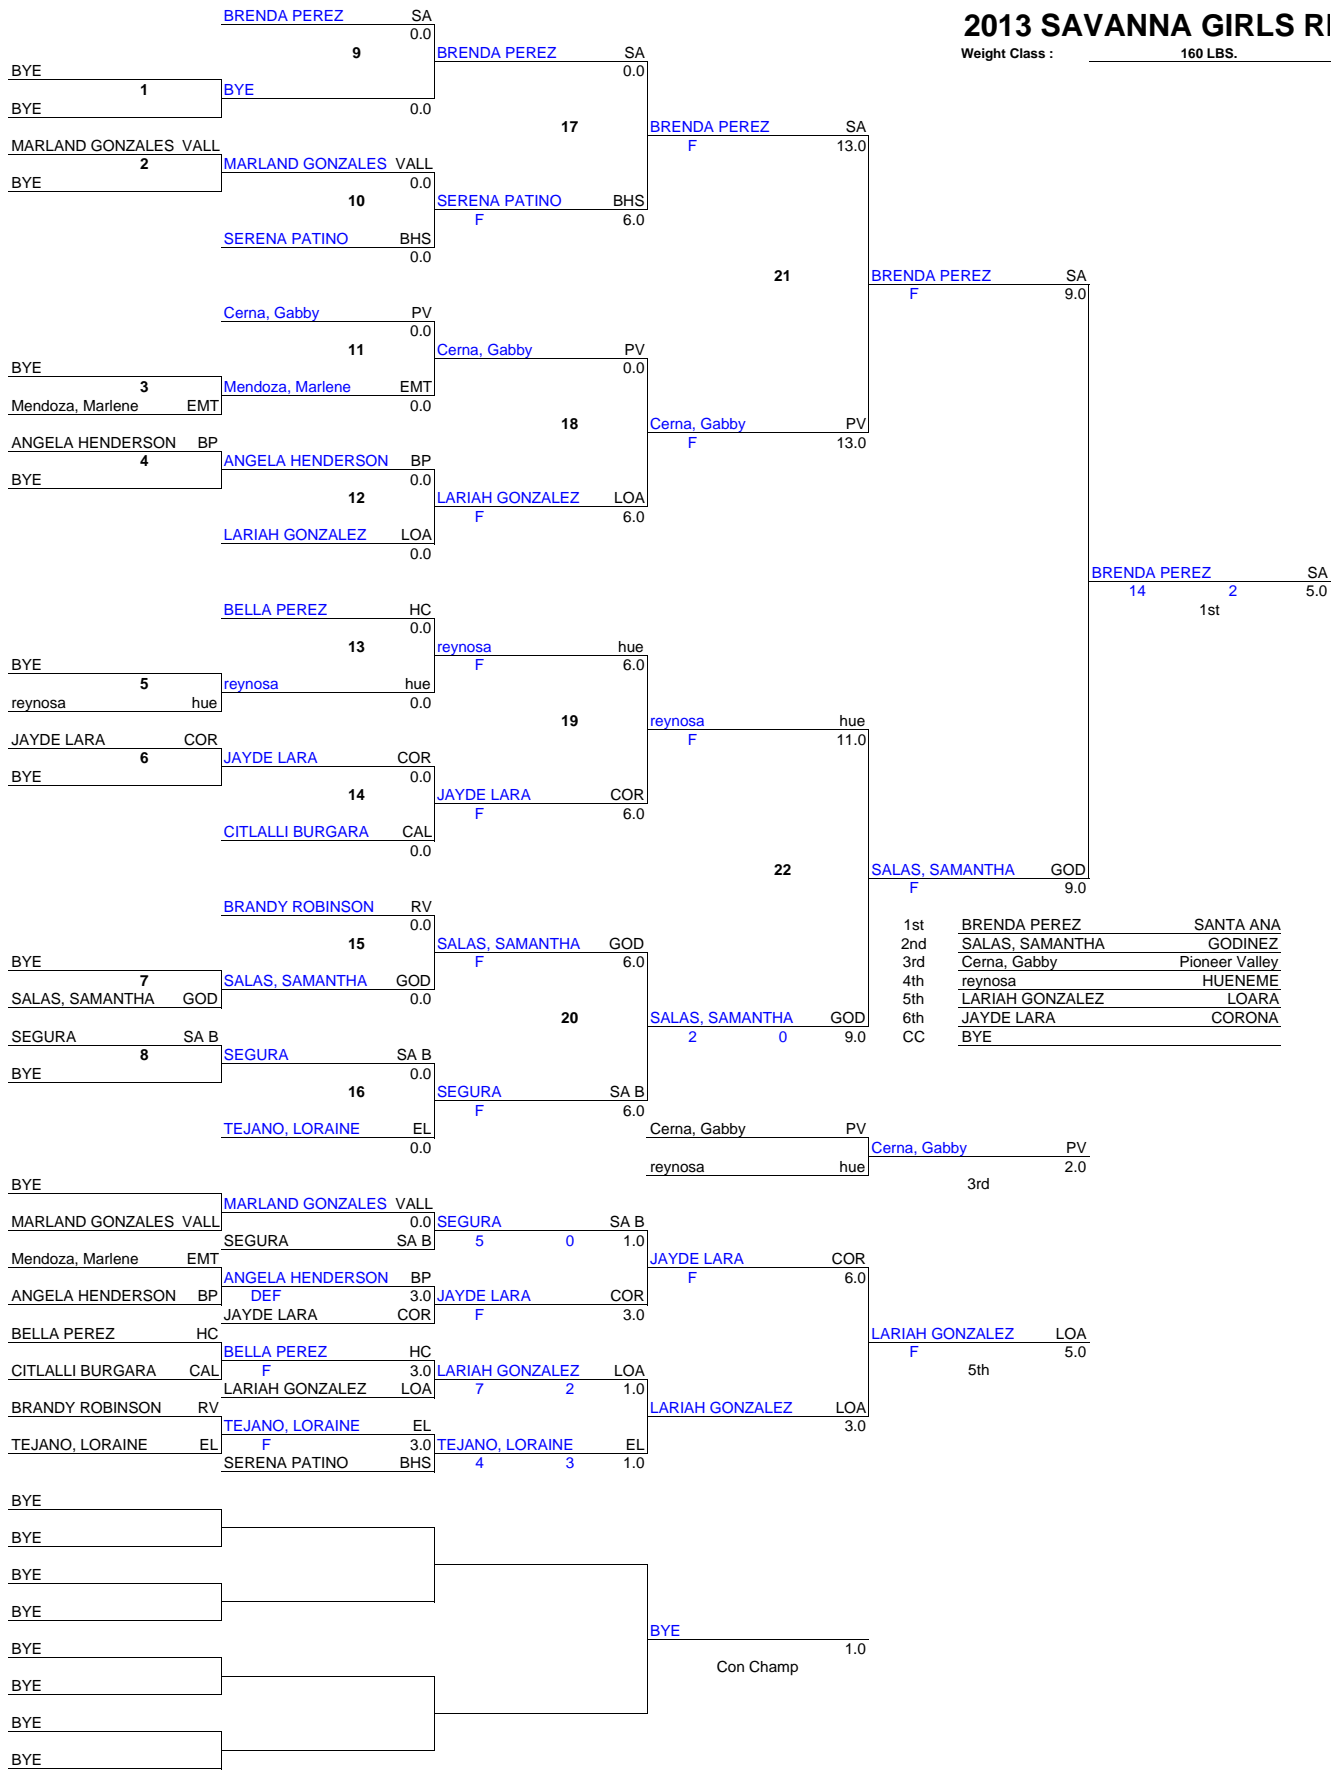 BRENDA PEREZ SA
2013 SAVANNA GIRLS
0.0
9 BRENDA PEREZ SA
Weight Class : 160 LBS.
BYE 0.0
1 BYE
BYE 0.0
17 BRENDA PEREZ SA
MARLAND GONZALES VALL F 13.0
2 MARLAND GONZALES VALL
BYE 0.0
10 SERENA PATINO BHS
F 6.0
SERENA PATINO BHS
0.0
21 BRENDA PEREZ SA
F 9.0
Cerna, Gabby PV
0.0
11 Cerna, Gabby PV
BYE 0.0
3 Mendoza, Marlene EMT
Mendoza, Marlene EMT 0.0
18 Cerna, Gabby PV
ANGELA HENDERSON BP F 13.0
4 ANGELA HENDERSON BP
BYE 0.0
12 LARIAH GONZALEZ LOA
F 6.0
LARIAH GONZALEZ LOA
0.0
BRENDA PEREZ SA
14 2 5.0
BELLA PEREZ HC 1st
0.0
13 reynosa hue
BYE F 6.0
5 reynosa hue
reynosa hue 0.0
19 reynosa hue
JAYDE LARA COR F 11.0
6 JAYDE LARA COR
BYE 0.0
14 JAYDE LARA COR
F 6.0
CITLALLI BURGARA CAL
0.0
22 SALAS, SAMANTHA GOD
F 9.0
BRANDY ROBINSON RV
0.0
1st BRENDA PEREZ SANTA ANA
15 SALAS, SAMANTHA GOD
2nd SALAS, SAMANTHA GODINEZ
BYE F 6.0
3rd Cerna, Gabby Pioneer Valley
7 SALAS, SAMANTHA GOD
4th reynosa HUENEME
SALAS, SAMANTHA GOD 0.0
5th LARIAH GONZALEZ LOARA
20 SALAS, SAMANTHA GOD
6th JAYDE LARA CORONA
SEGURA SA B 2 0 9.0
CC BYE
8 SEGURA SA B
BYE 0.0
16 SEGURA SA B
F 6.0
TEJANO, LORAINE EL
Cerna, Gabby PV
0.0
Cerna, Gabby PV
reynosa hue 2.0
3rd
BYE
MARLAND GONZALES VALL
MARLAND GONZALES VALL 0.0 SEGURA SA B
SEGURA SA B 5 0 1.0
Mendoza, Marlene EMT JAYDE LARA COR
ANGELA HENDERSON BP F 6.0
ANGELA HENDERSON BP DEF 3.0 JAYDE LARA COR
JAYDE LARA COR F 3.0
BELLA PEREZ HC LARIAH GONZALEZ LOA
BELLA PEREZ HC F 5.0
CITLALLI BURGARA CAL F 3.0 LARIAH GONZALEZ LOA 5th
LARIAH GONZALEZ LOA 7 2 1.0
BRANDY ROBINSON RV LARIAH GONZALEZ LOA
TEJANO, LORAINE EL 3.0
TEJANO, LORAINE EL F 3.0 TEJANO, LORAINE EL
SERENA PATINO BHS 4 3 1.0
BYE
BYE
BYE
BYE
BYE
BYE 1.0
Con Champ
BYE
BYE
BYE